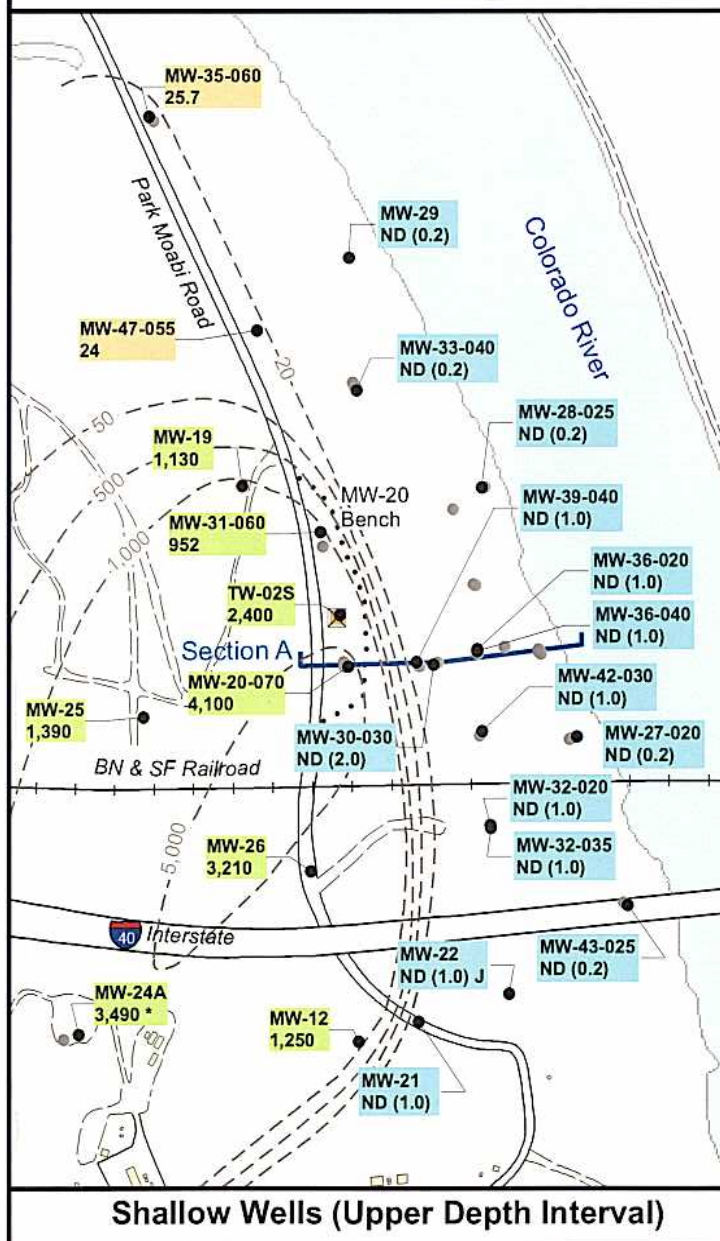 MW-35-060
25.7
Park Moabi Road
MW-29
ND (0.2)
Colorado River
MW-47-055
24
20
MW-33-040
ND (0.2)
50
MW-28-025
ND (0.2)
MW-19
1,130
500
MW-20
Bench
MW-39-040
ND (1.0)
MW-31-060
952
1,000
MW-36-020
ND (1.0)
TW-02S
2,400
MW-36-040
ND (1.0)
Section A
MW-20-070
4,100
MW-25
1,390
MW-42-030
ND (1.0)
MW-30-030
ND (2.0)
MW-27-020
ND (0.2)
BN & SF Railroad
MW-32-020
ND (1.0)
5,000
MW-26
3,210
MW-32-035
ND (1.0)
40 Interstate
MW-22
ND (1.0) J
MW-43-025
ND (0.2)
MW-24A
3,490 *
MW-12
1,250
MW-21
ND (1.0)
Shallow Wells (Upper Depth Interval)